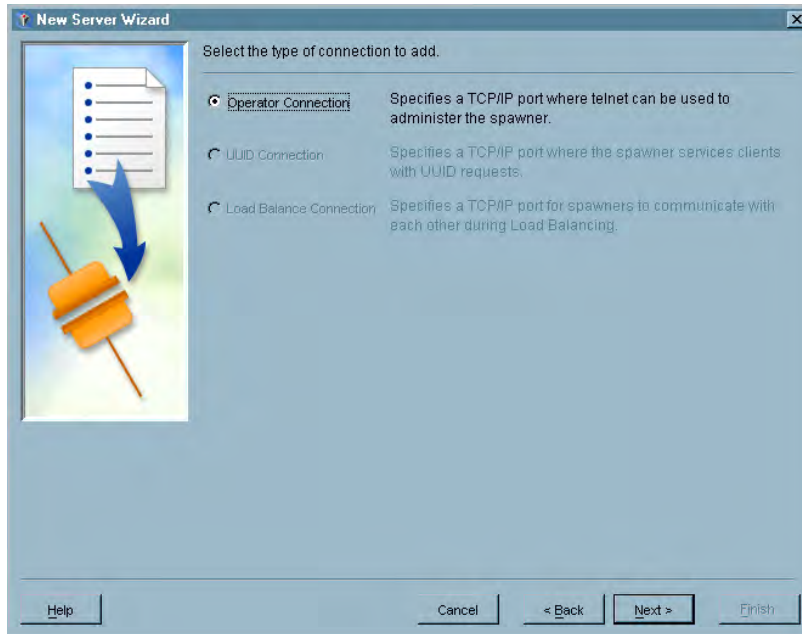 New Server Wizard
Select the type of connection to add.
Operator Connection
Specifies a TCP/IP port where telnet can be used to
administer the spawner.
UUID Connection
Specifies a TCP/IP port where the spawner services clients
with UUID requests.
Load Balance Connection
Specifies a TCP/IP port for spawners to communicate with
each other during Load Balancing.
Help
Cancel
< Back
Next >
Finish